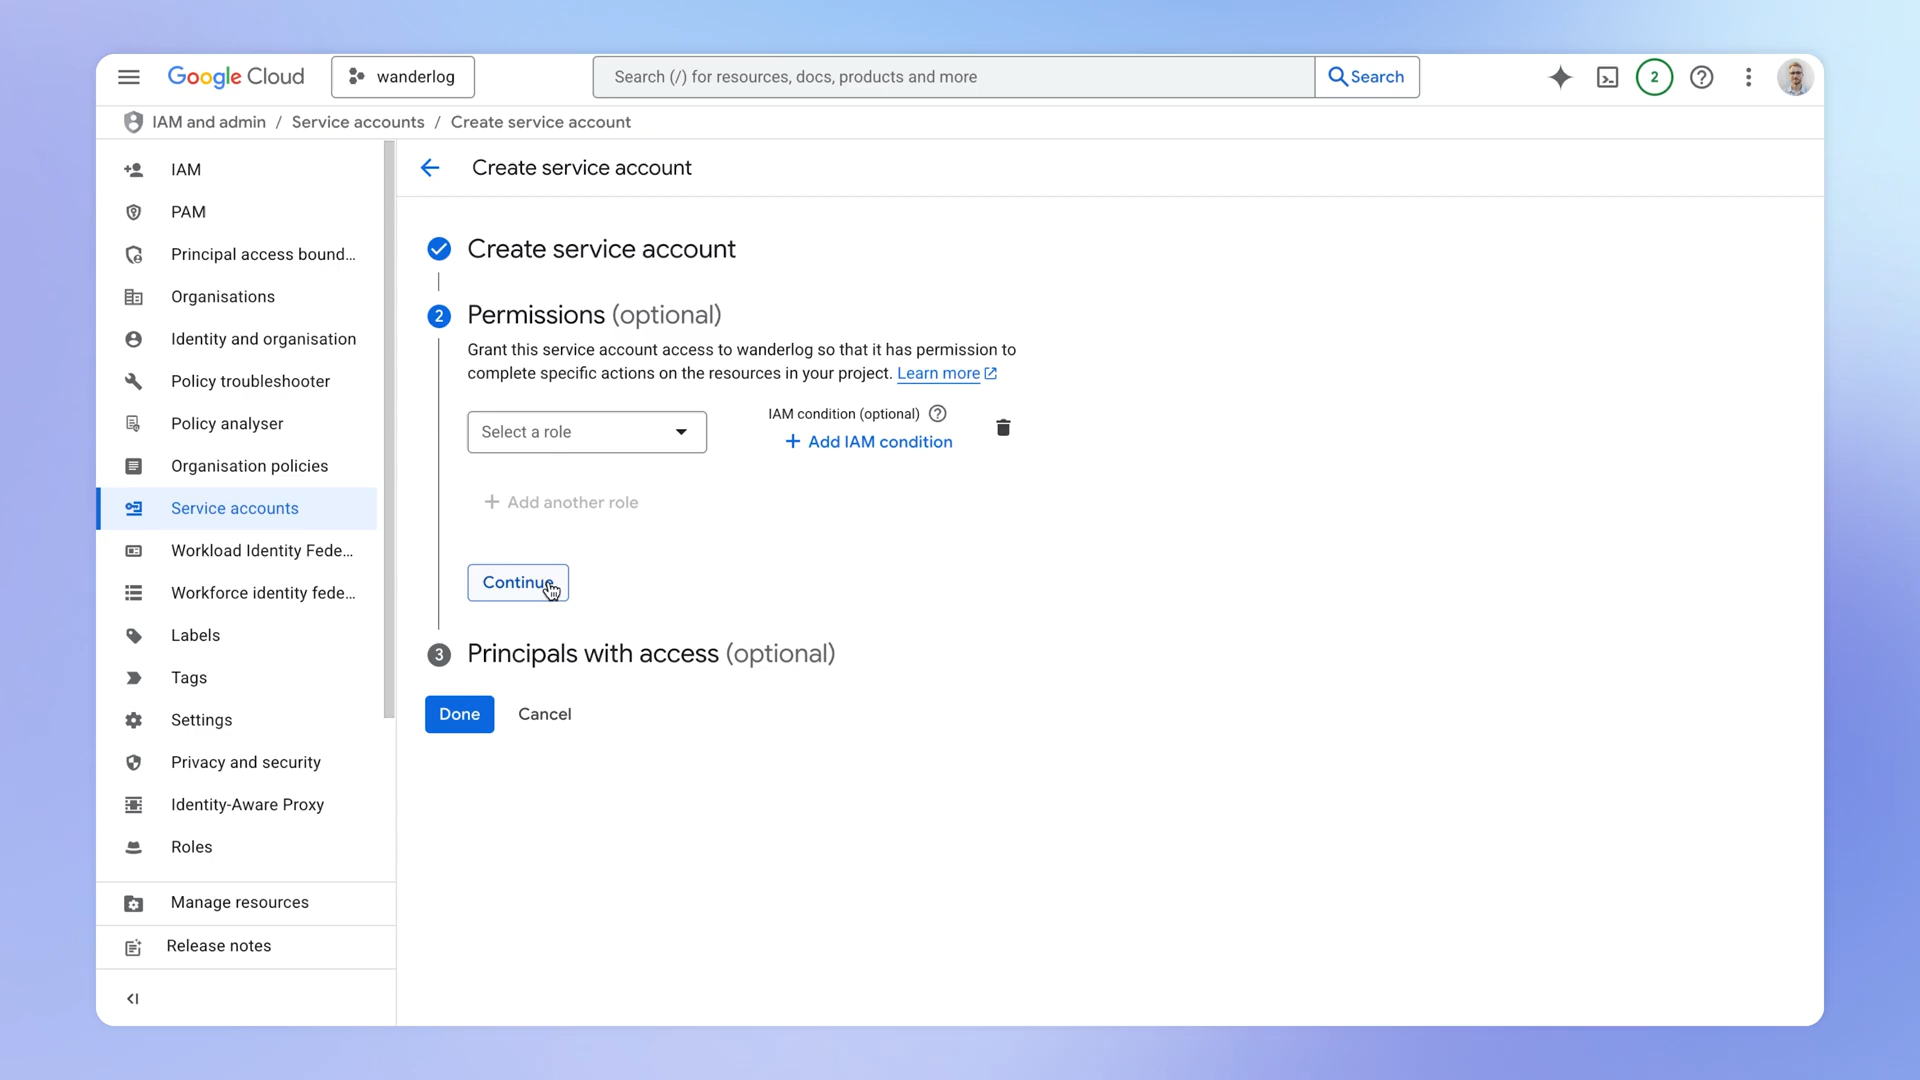 Google Cloud
wanderlog
Search (/) for resources, docs, products and more
Search
2
IAM and admin / Service accounts / Create service account
IAM
PAM
Principal access bound...
Organisations
Identity and organisation
Policy troubleshooter
Policy analyser
Organisation policies
Service accounts
Workload Identity Fede...
Workforce identity fede...
Labels
Tags
Settings
Privacy and security
Identity-Aware Proxy
Roles
Manage resources
Release notes
Create service account
Create service account
2 Permissions (optional)
Grant this service account access to wanderlog so that it has permission to
complete specific actions on the resources in your project. Learn more
Select a role
IAM condition (optional)
+ Add IAM condition
+ Add another role
Continue
3 Principals with access (optional)
Done
Cancel